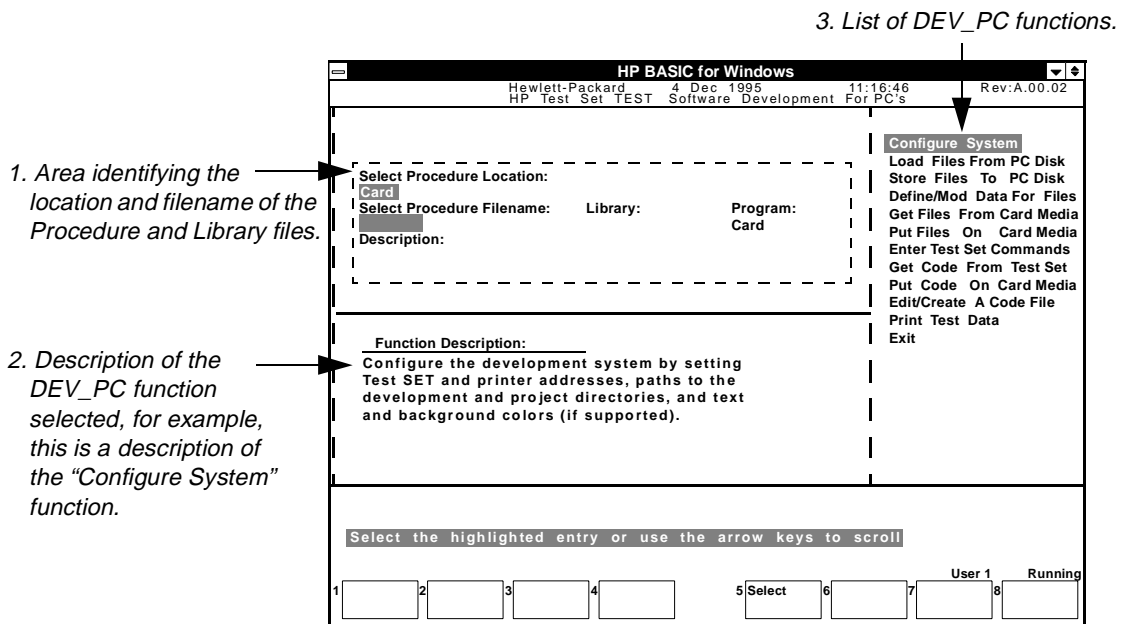 3. List of DEV_PC functions.
HP BASIC for Windows
Hewlett-Packard 4 Dec 1995 11:16:46 Rev:A.00.02
HP Test Set TEST Software Development For PC's
1. Area identifying the
location and filename of the
Procedure and Library files.
Select Procedure Location:
Card
Select Procedure Filename: Library: Program:
Card
Description:
Configure System
Load Files From PC Disk
Store Files To PC Disk
Define/Mod Data For Files
Get Files From Card Media
Put Files On Card Media
Enter Test Set Commands
Get Code From Test Set
Put Code On Card Media
Edit/Create A Code File
Print Test Data
Exit
2. Description of the
DEV_PC function
selected, for example,
this is a description of
the “Configure System”
function.
Function Description:
Configure the development system by setting
Test SET and printer addresses, paths to the
development and project directories, and text
and background colors (if supported).
Select the highlighted entry or use the arrow keys to scroll
User 1 Running
1 2 3 4 5 Select 6 7 8